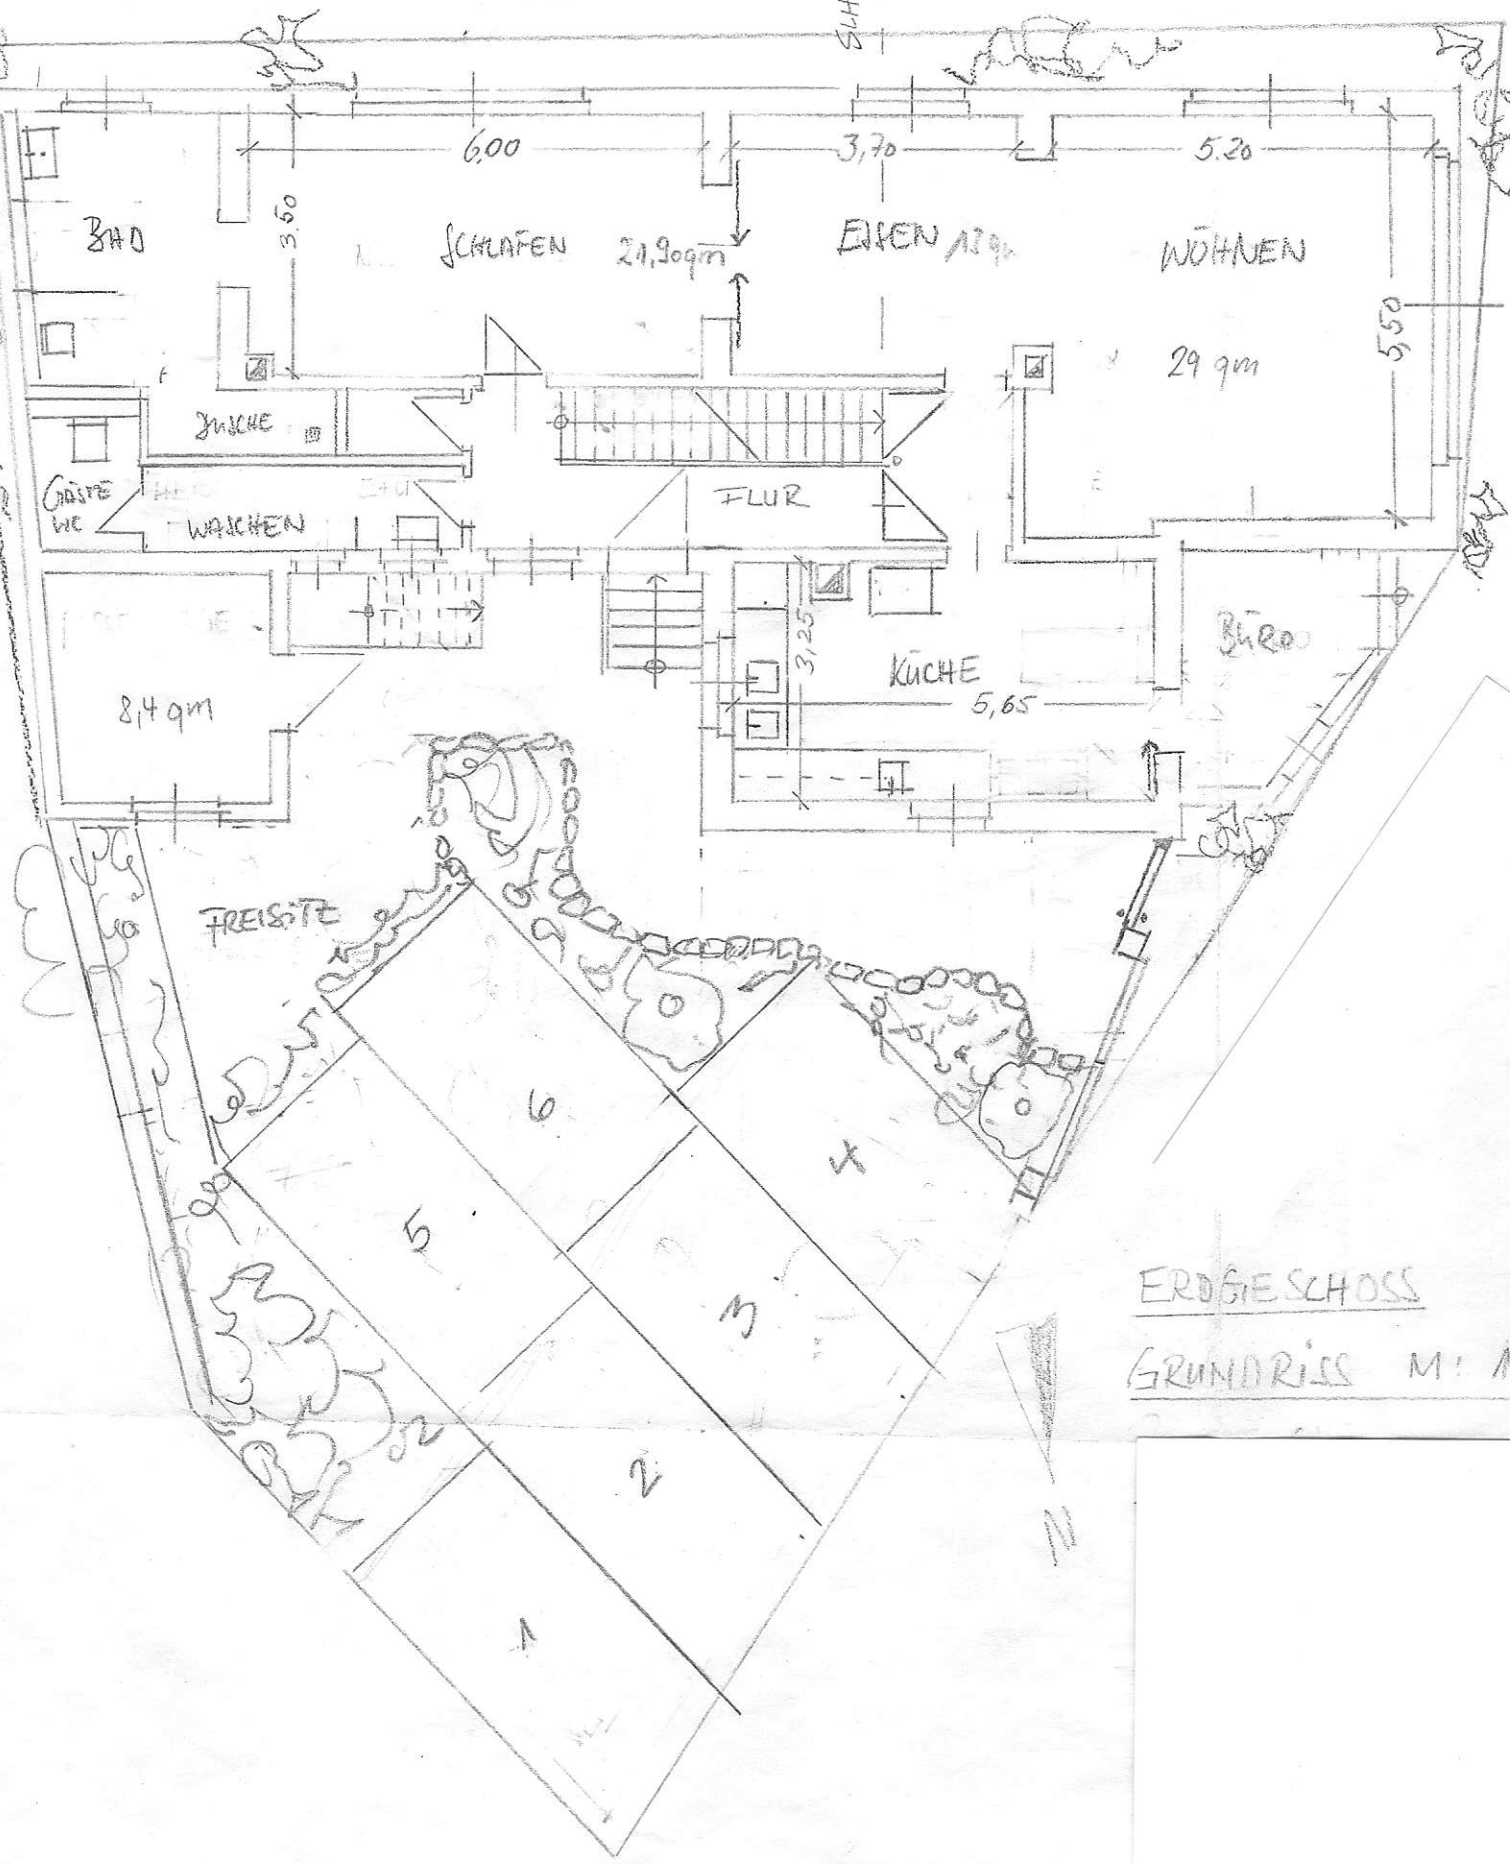 SCH
6,00
3,70
5.20
BAD
3.50
SCHLAFEN 21,90qm
ESSEN
WOHNEN
5,50
29 qm
DUSCHE
GÄSTE
WC
WASCHEN
FLUR
3,25
KÜCHE
BÜRO
8,4 qm
5,65
FREISITZ
6
4
5
3
2
1
ERDGESCHOSS
GRUNDRISS M: 1
N